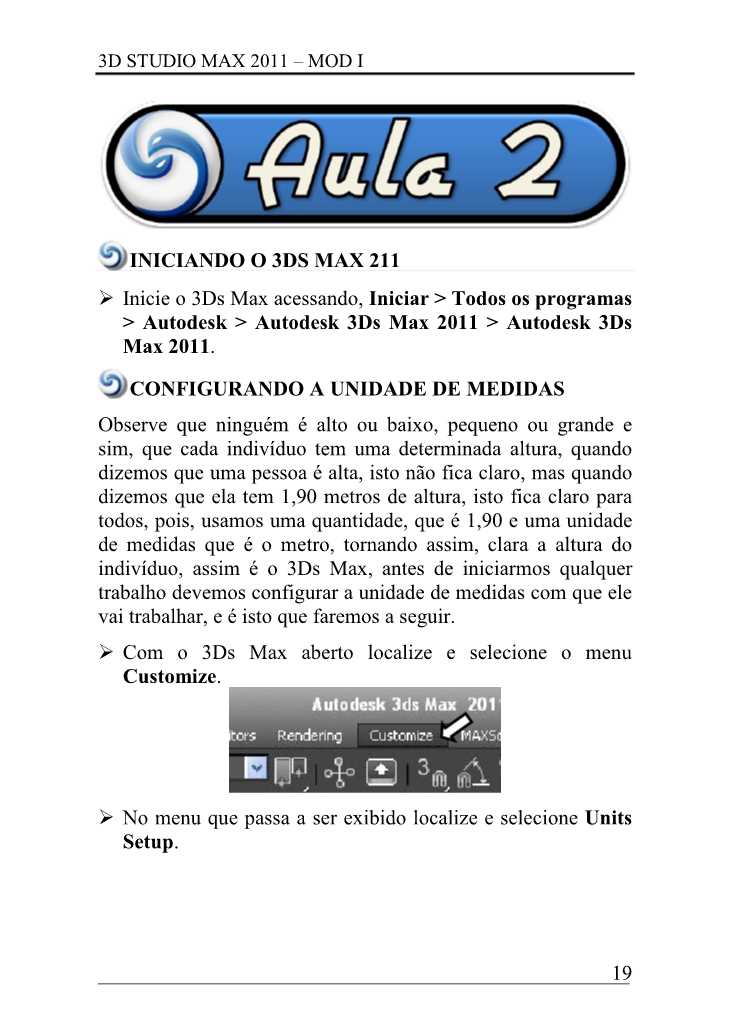 3D STUDIO MAX 2011 – MOD I
Aula 2
INICIANDO O 3DS MAX 211
➢ Inicie o 3Ds Max acessando, Iniciar > Todos os programas
> Autodesk > Autodesk 3Ds Max 2011 > Autodesk 3Ds
Max 2011.
CONFIGURANDO A UNIDADE DE MEDIDAS
Observe que ninguém é alto ou baixo, pequeno ou grande e
sim, que cada indivíduo tem uma determinada altura, quando
dizemos que uma pessoa é alta, isto não fica claro, mas quando
dizemos que ela tem 1,90 metros de altura, isto fica claro para
todos, pois, usamos uma quantidade, que é 1,90 e uma unidade
de medidas que é o metro, tornando assim, clara a altura do
indivíduo, assim é o 3Ds Max, antes de iniciarmos qualquer
trabalho devemos configurar a unidade de medidas com que ele
vai trabalhar, e é isto que faremos a seguir.
➢ Com o 3Ds Max aberto localize e selecione o menu
Customize.
Autodesk 3ds Max 201
itors Rendering Customize MAXSc
3
➢ No menu que passa a ser exibido localize e selecione Units
Setup.
19